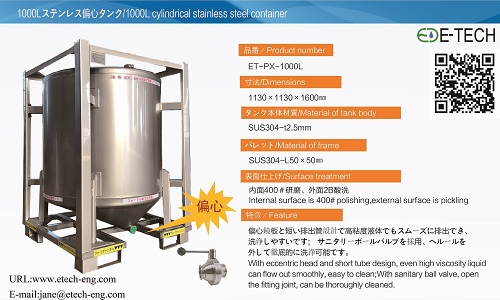 1000Lステンレス偏心タンク/1000L cylindrical stainless steel container
E-TECH
品番 / Product number
ET-PX-1000L
寸法/Dimensions
1130×1130×1600㎜
タンク本体材質/Material of tank body
SUS304-t2.5mm
パレット/Material of frame
SUS304-L50×50㎜
表面仕上げ/Surface treatment
内面400#研磨、外面2B酸洗
Internal surface is 400# polishing,external surface is pickling
特徴 / Feature
偏心鏡板と短い排出管設計で高粘度液体でもスムーズに排出でき、
洗浄しやすいです; サニタリーボールバルブを採用、ヘルールを
外して徹底的に洗浄可能です。
With eccentric head and short tube design, even high viscosity liquid
can flow out smoothly, easy to clean;With sanitary ball valve, open
the fitting joint, can be thoroughly cleaned.
偏心
URL:www.etech-eng.com
E-mail:jane@etech-eng.com